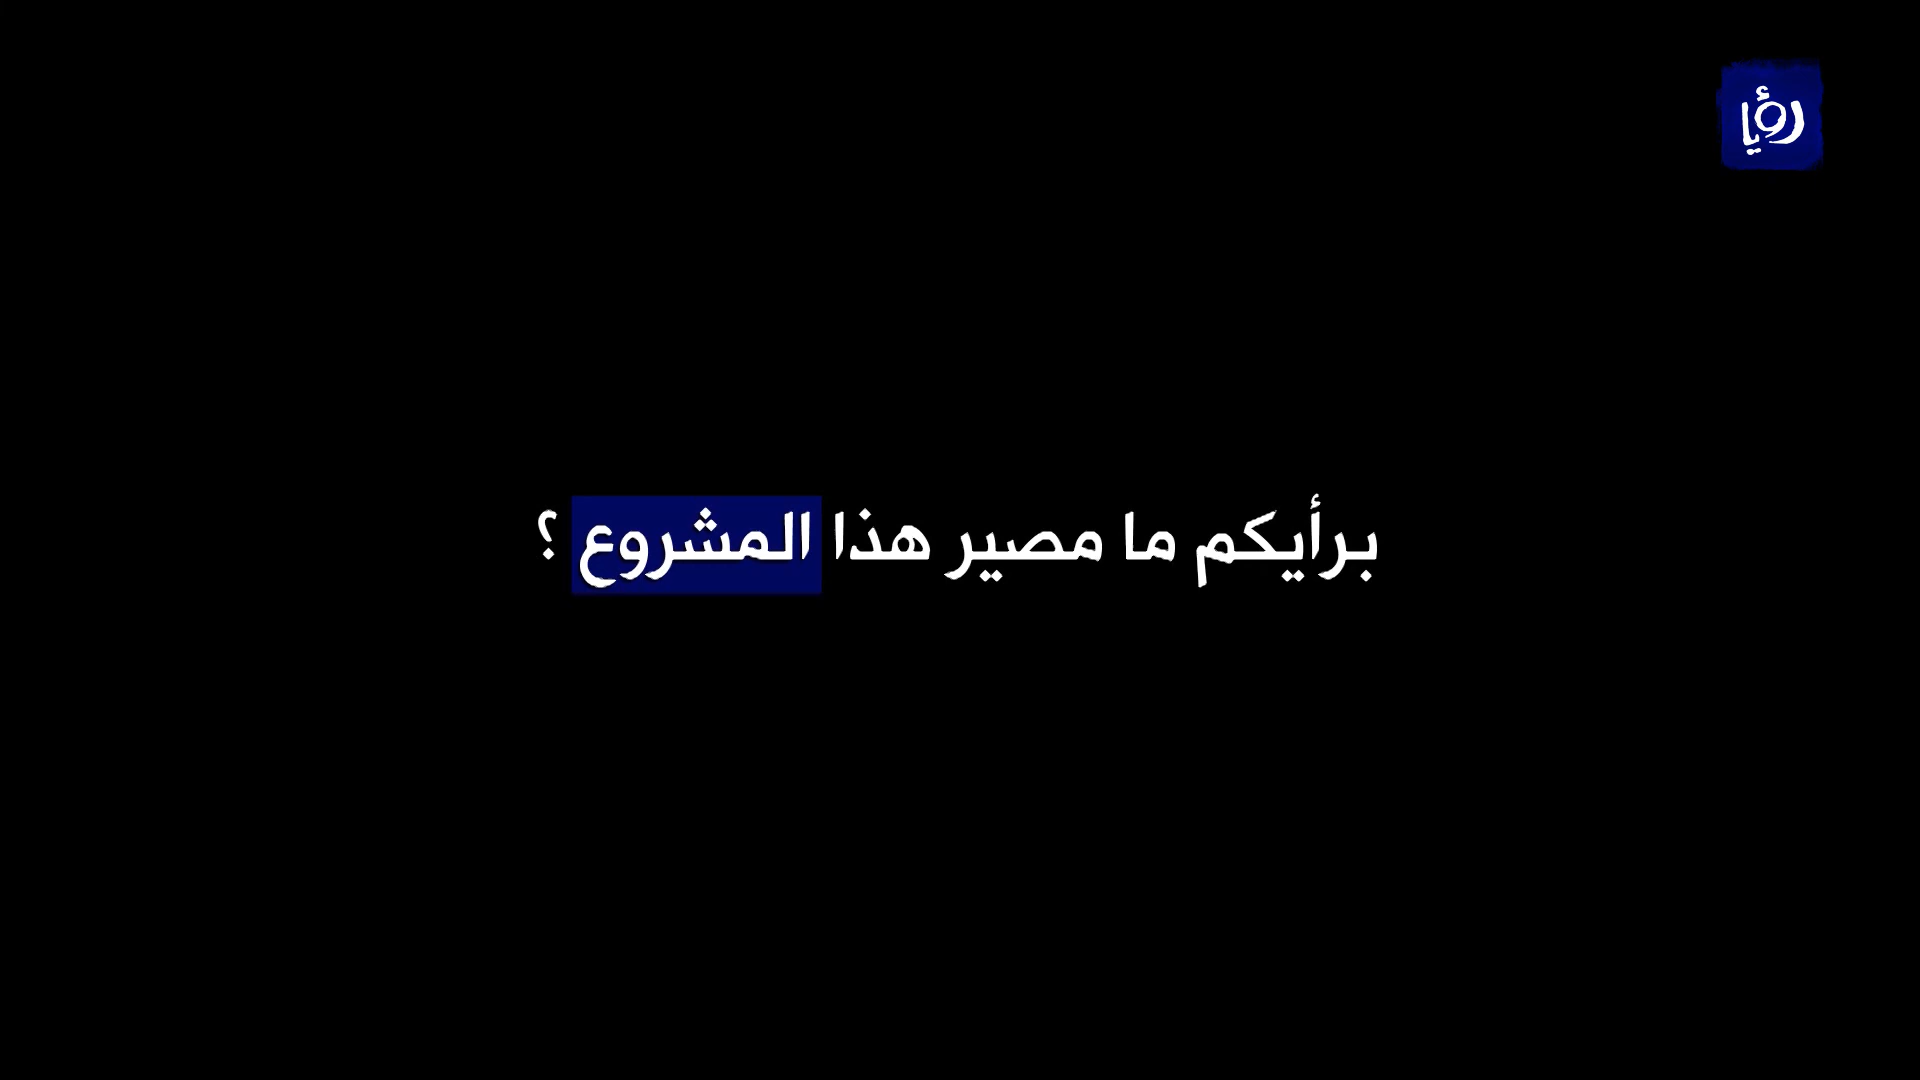 رؤيا
برأيكم ما مصير هذا المشروع ؟